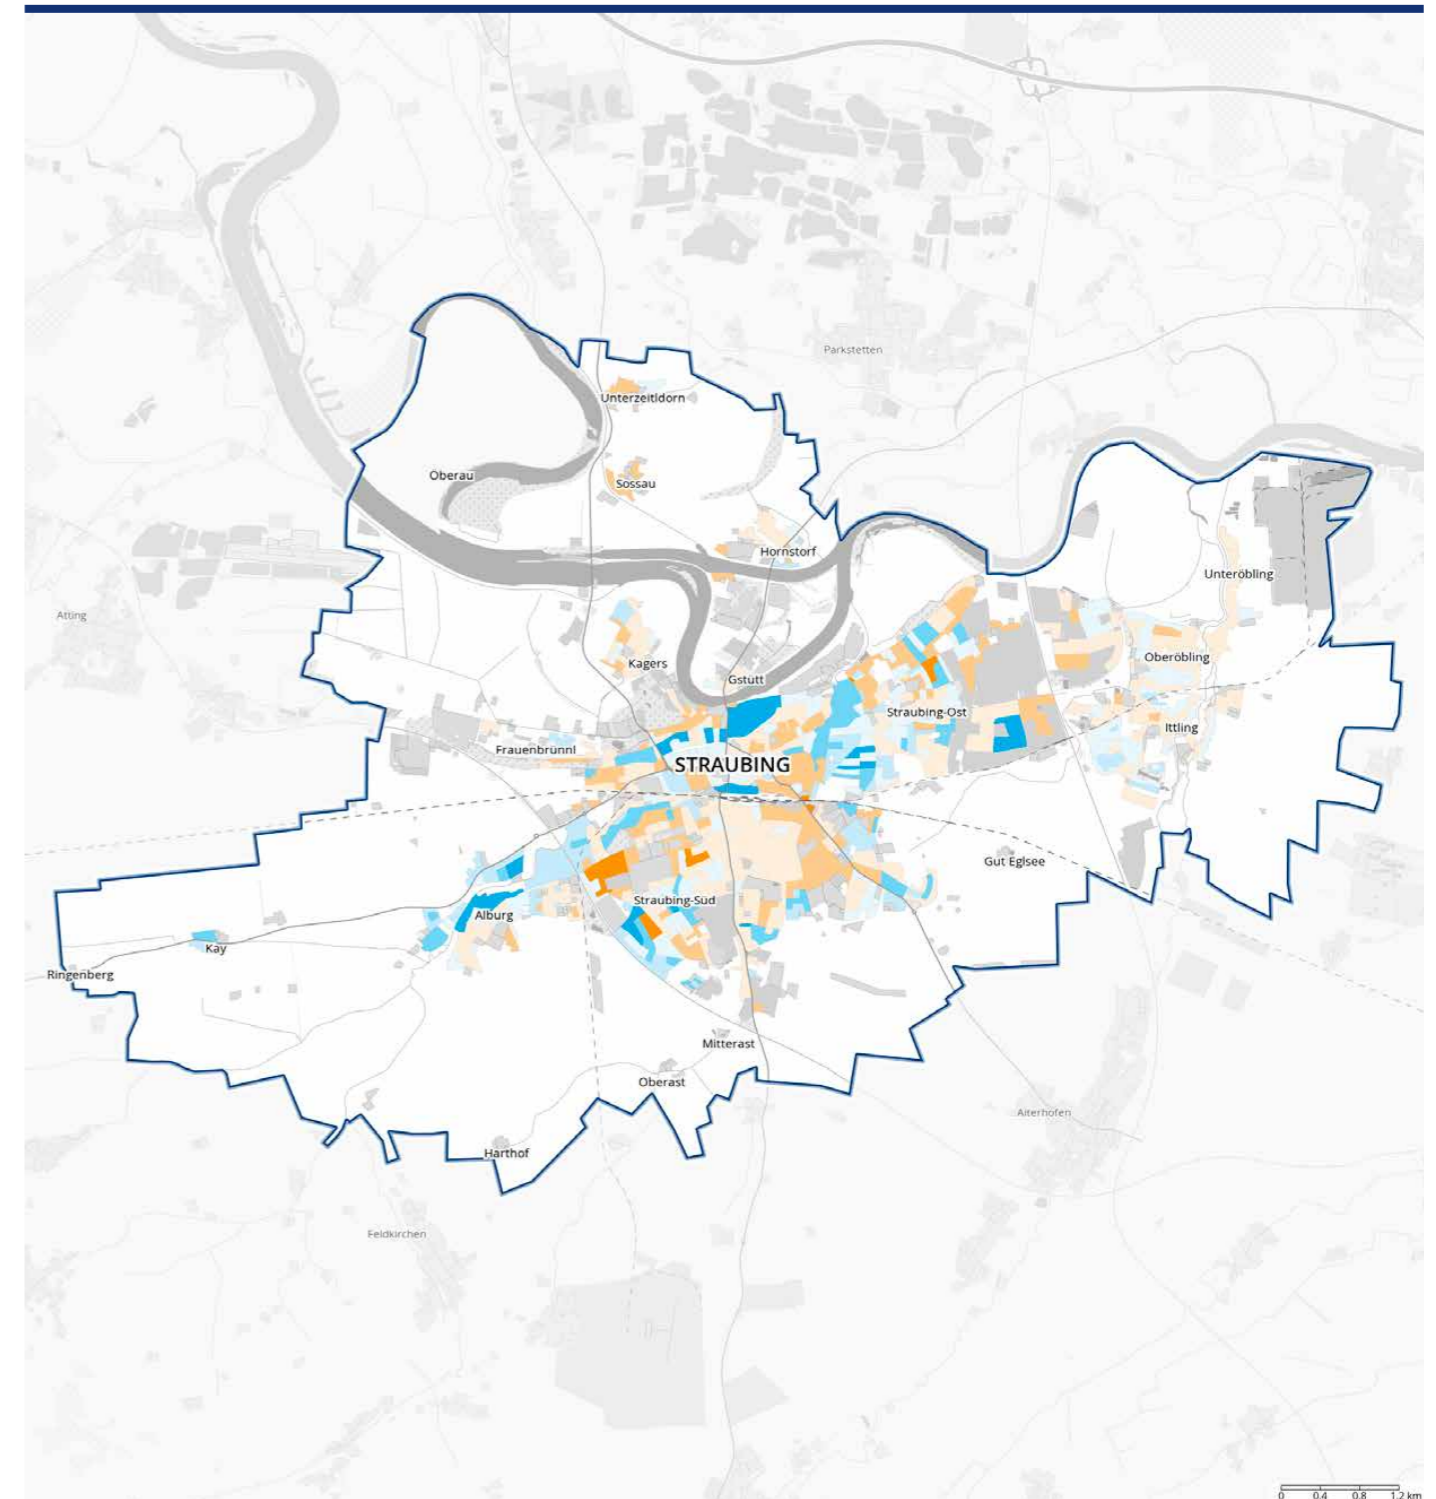 Parkstetten
Unterzeitldorn
Oberau
Sossau
Hornstorf
Unteröbling
Atting
Kagers
Oberöbling
Gstütt
Straubing-Ost
Ittling
Frauenbrünnl
STRAUBING
Gut Eglsee
Straubing-Süd
Alburg
Kay
Ringenberg
Mitterast
Oberast
Aiterhofen
Harthof
Feldkirchen
0 0.4 0.8 1.2 km